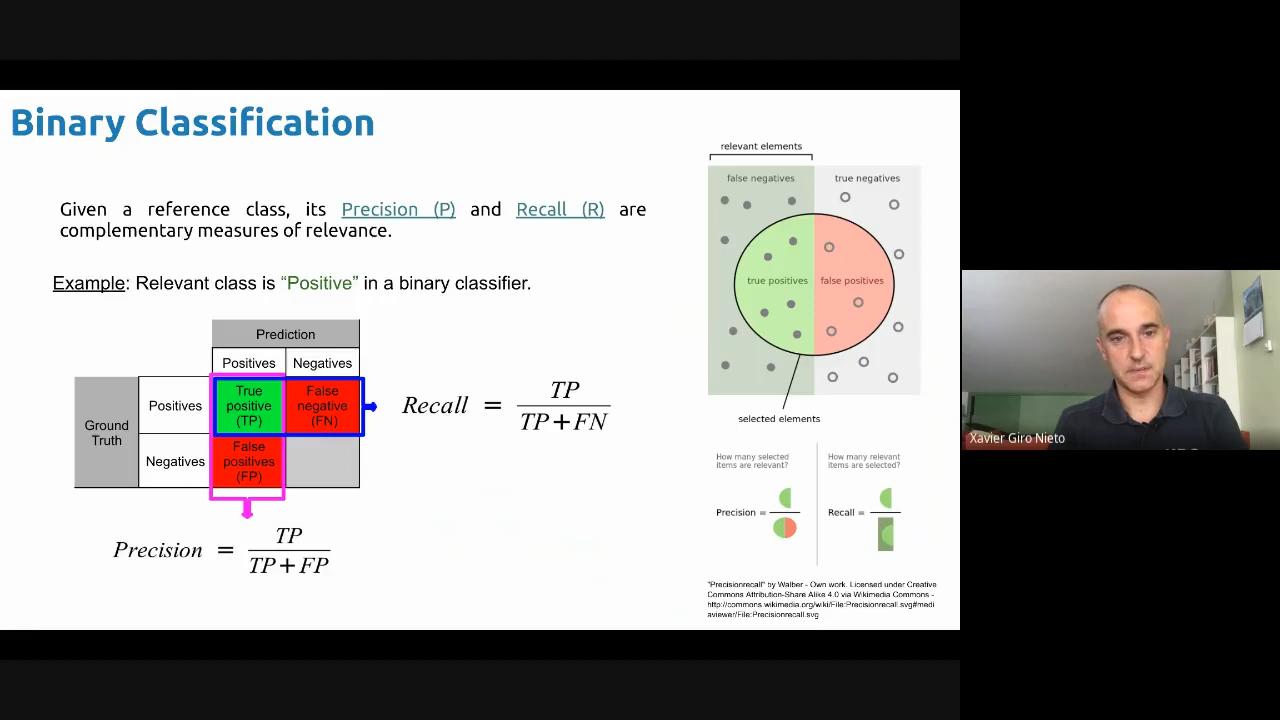 Binary Classification
Given a reference class, its Precision (P) and Recall (R) are
complementary measures of relevance.
Example: Relevant class is “Positive” in a binary classifier.
Prediction
Positives Negatives
Ground
Truth
Positives
True
positive
(TP)
False
negative
(FN)
Negatives
False
positives
(FP)
Recall = TP
TP+FN
Precision = TP
TP+FP
relevant elements
false negatives true negatives
true positives false positives
selected elements
How many selected
items are relevant?
How many relevant
items are selected?
Precision =
Recall =
"Precisionrecall" by Walber - Own work. Licensed under Creative
Commons Attribution-Share Alike 4.0 via Wikimedia Commons -
http://commons.wikimedia.org/wiki/File:Precisionrecall.svg#medi
aviewer/File:Precisionrecall.svg
Xavier Giro Nieto